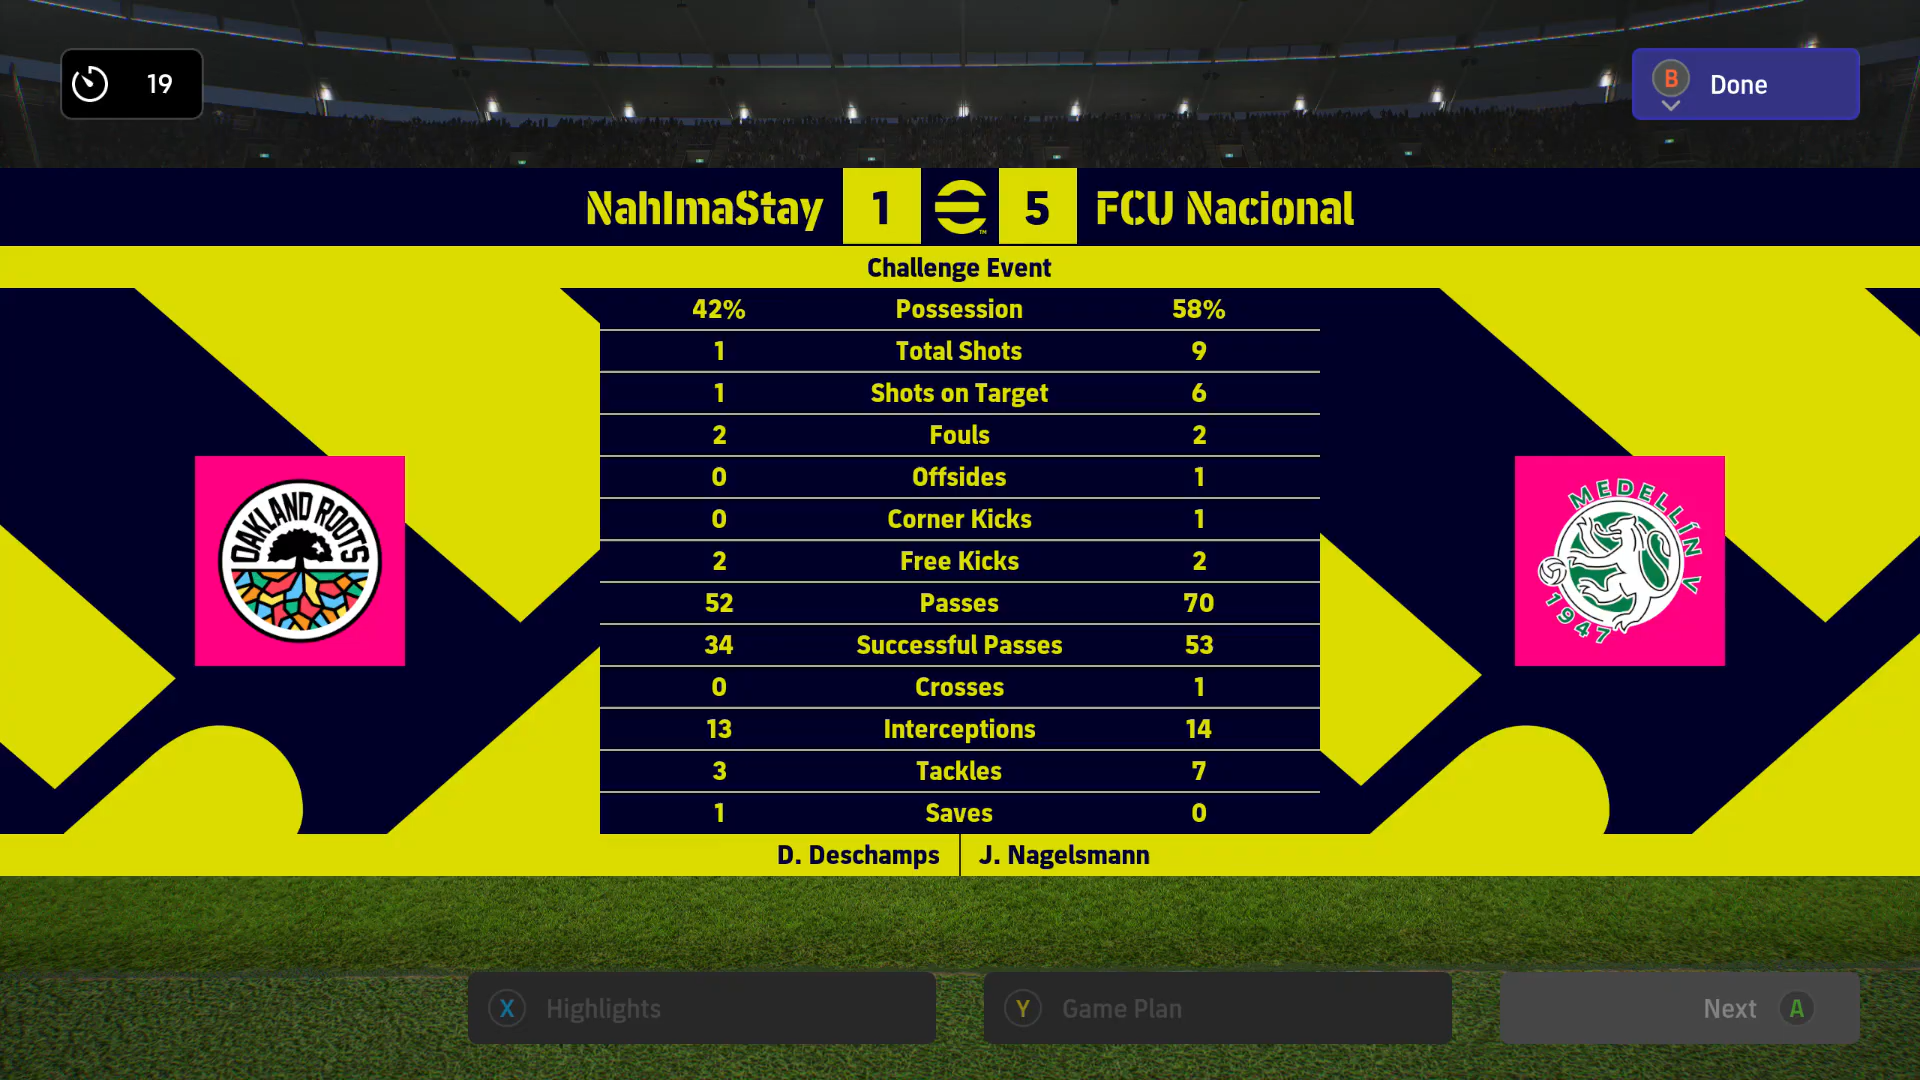 19
B Done
NahImaStay 1 5 FCU Nacional
Challenge Event
42% Possession 58%
1 Total Shots 9
1 Shots on Target 6
2 Fouls 2
0 Offsides 1
0 Corner Kicks 1
2 Free Kicks 2
52 Passes 70
34 Successful Passes 53
0 Crosses 1
13 Interceptions 14
3 Tackles 7
1 Saves 0
OAKLAND ROOTS
MEDELLÍN V
1947
D. Deschamps J. Nagelsmann
X Highlights
Y Game Plan
Next A